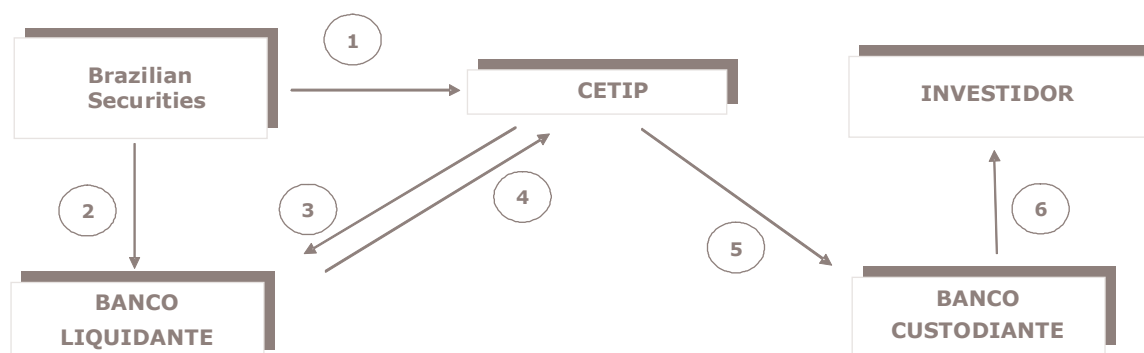 1
Brazilian
Securities
CETIP
INVESTIDOR
2
3
4
5
6
BANCO
LIQUIDANTE
BANCO
CUSTODIANTE